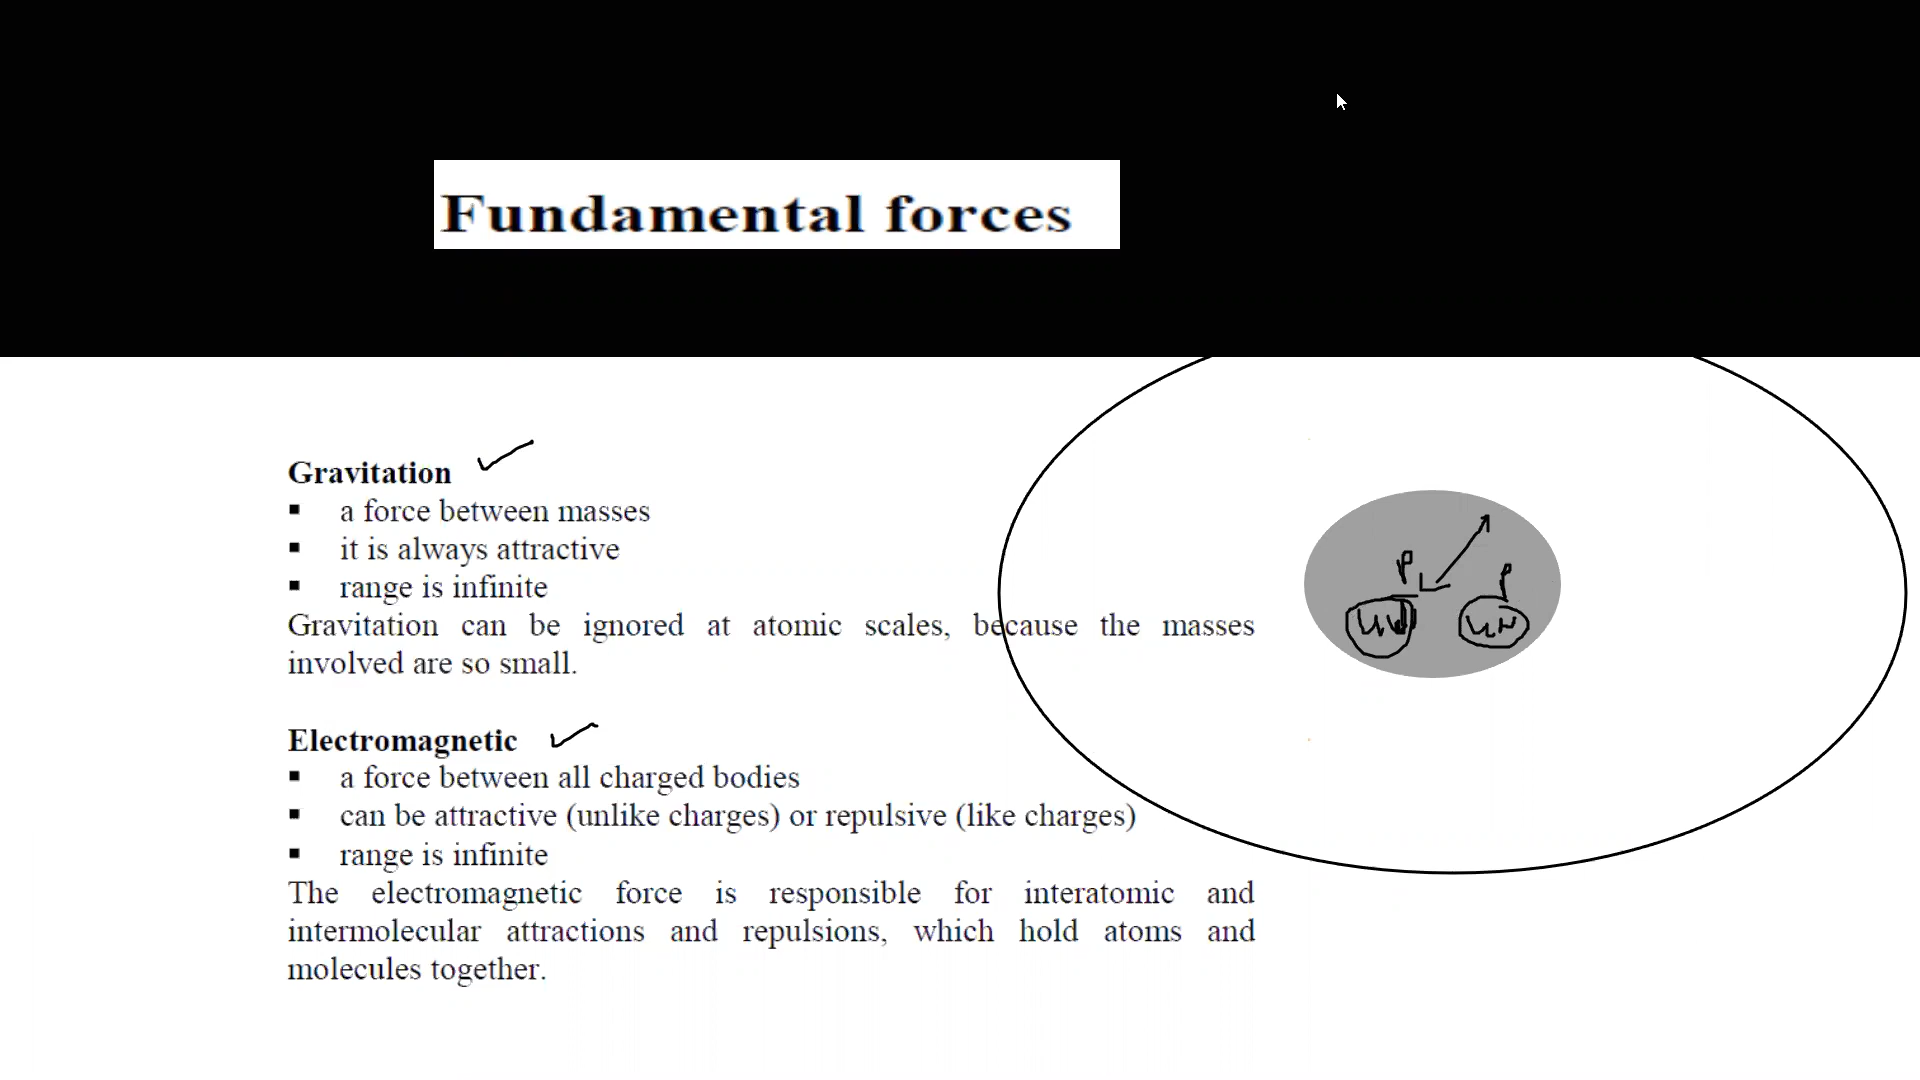 Fundamental forces
Gravitation
▪ a force between masses
▪ it is always attractive
▪ range is infinite
Gravitation can be ignored at atomic scales, because the masses
involved are so small.
Electromagnetic
▪ a force between all charged bodies
▪ can be attractive (unlike charges) or repulsive (like charges)
▪ range is infinite
The electromagnetic force is responsible for interatomic and
intermolecular attractions and repulsions, which hold atoms and
molecules together.
P
P